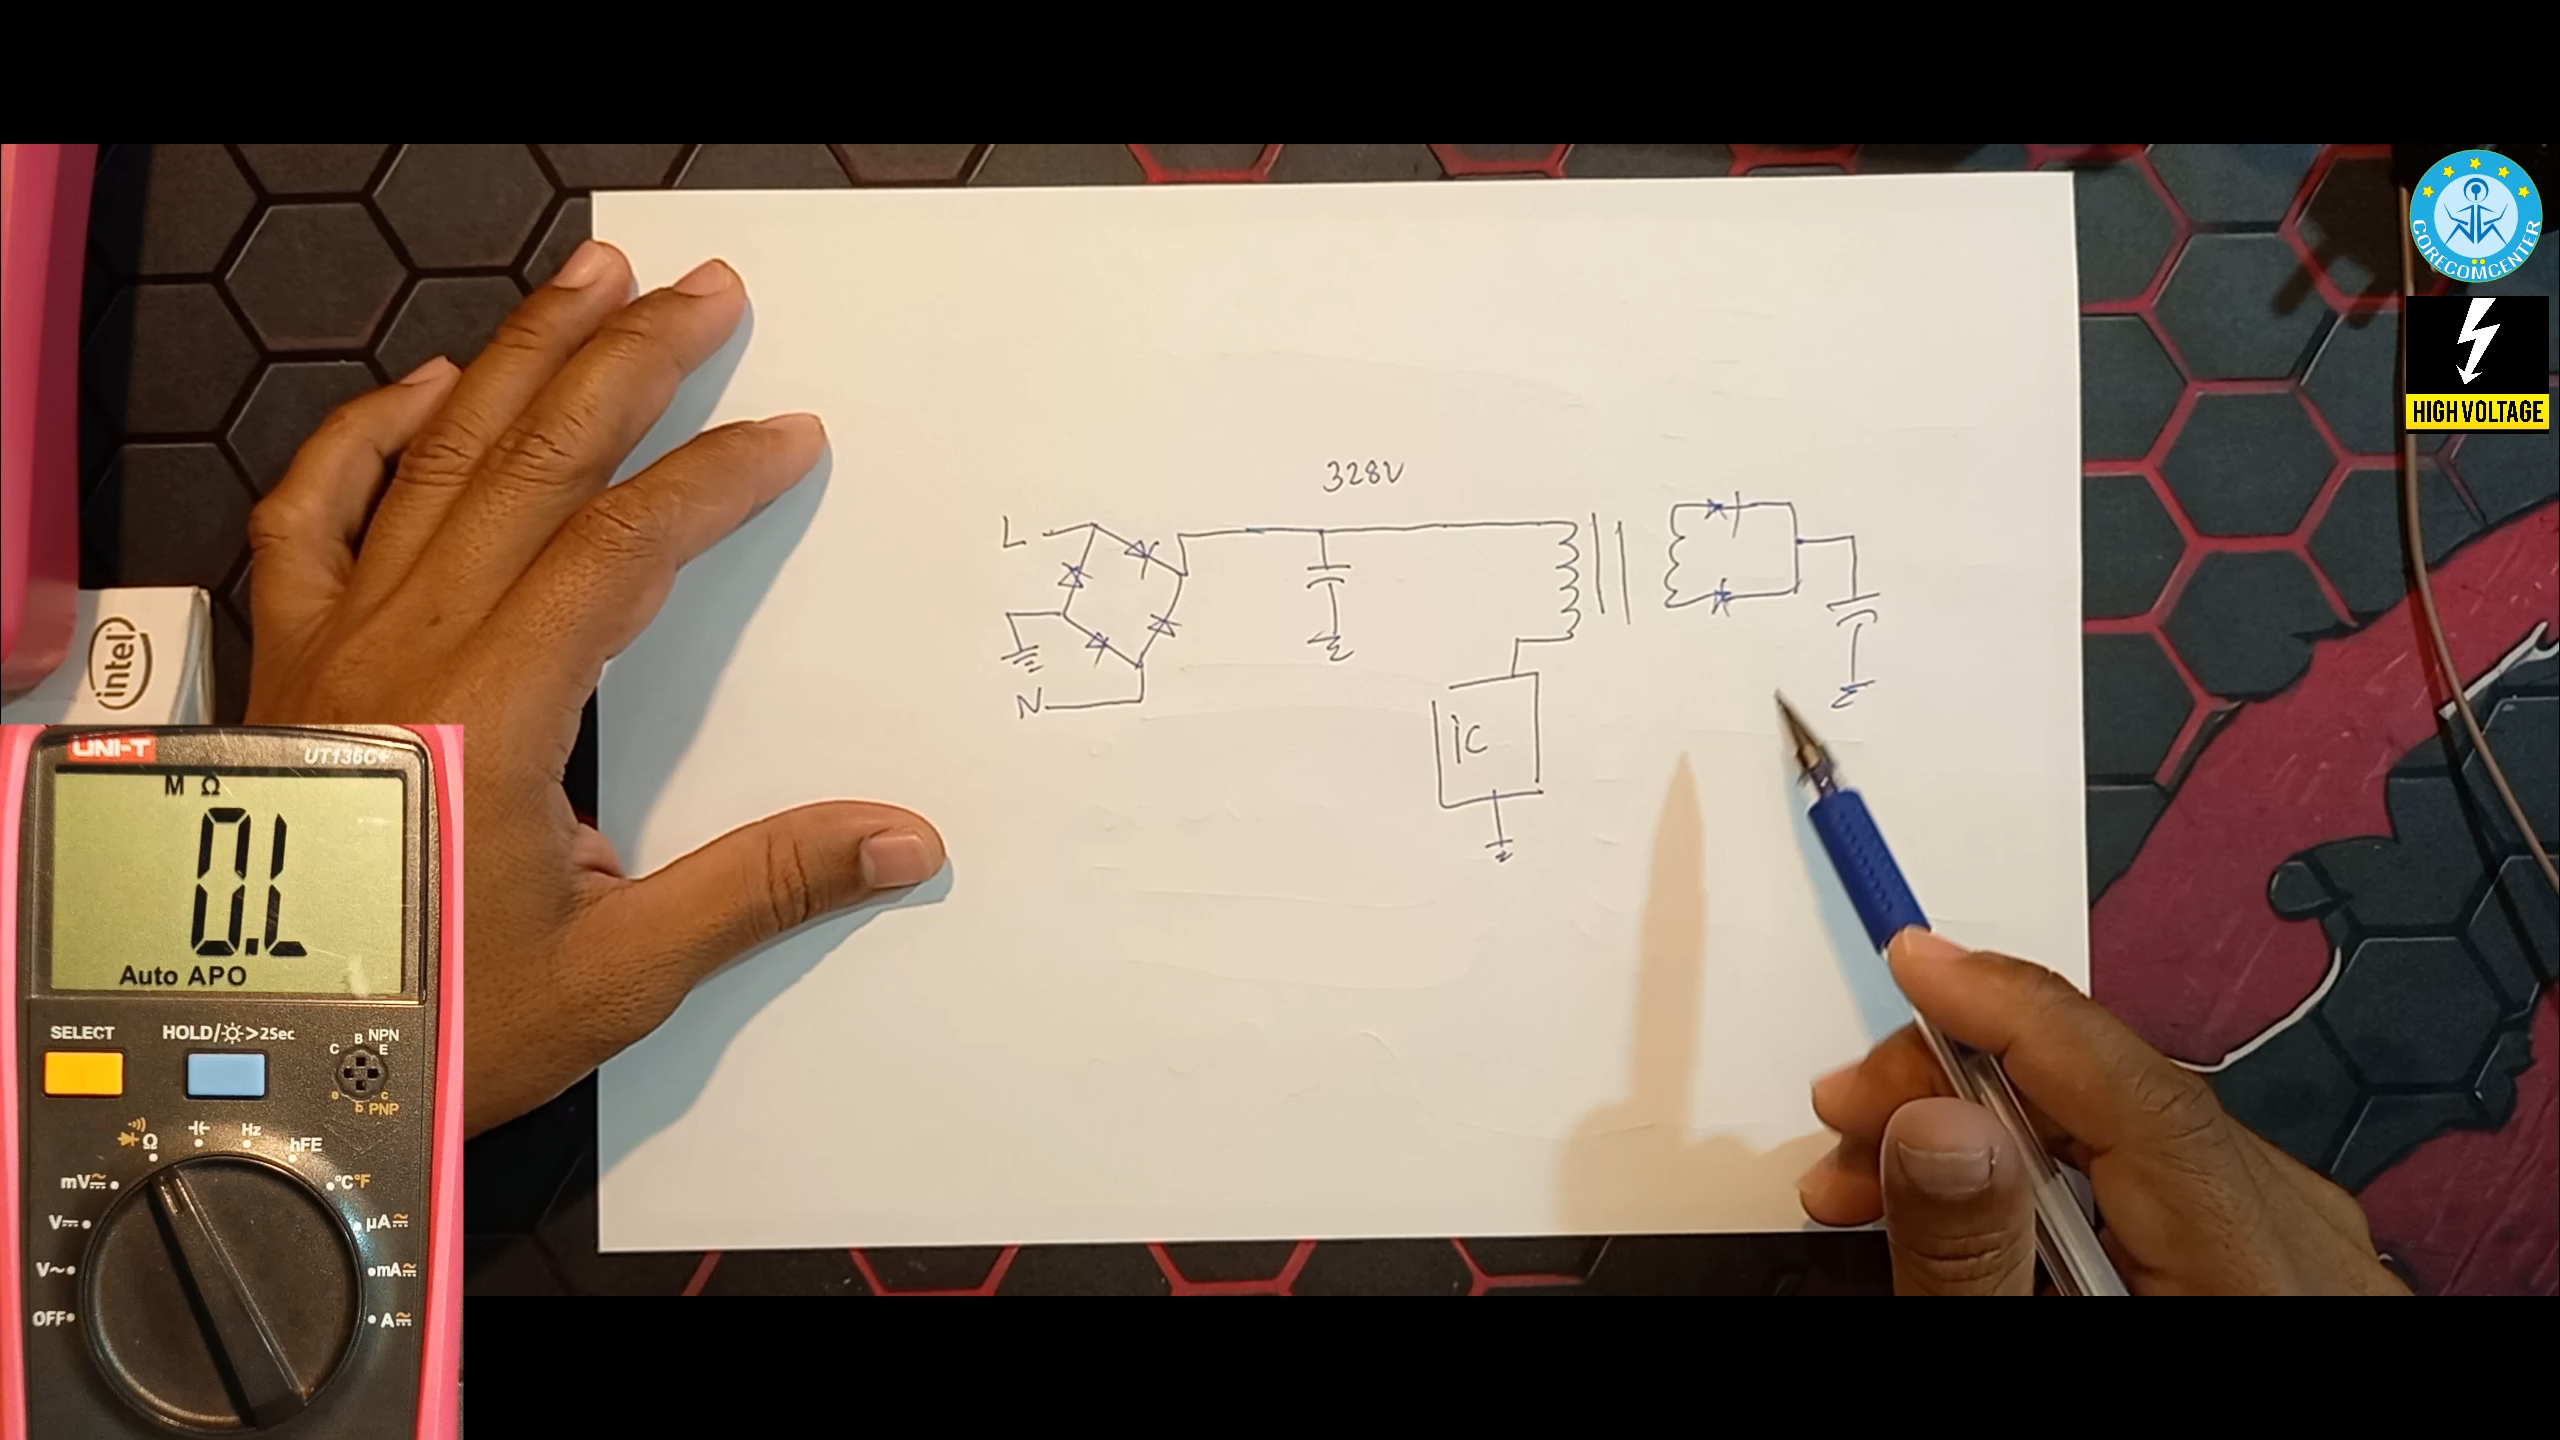 CORECOMCENTER
HIGH VOLTAGE
328V
L
N
IC
intel
UNI-T
UT136C+
M Ω
0.L
Auto APO
SELECT
HOLD/ >2Sec
NPN
B
C
E
e
c
b
PNP
Ω
Hz
hFE
mV
°C°F
V
µA
V~
mA
OFF
A